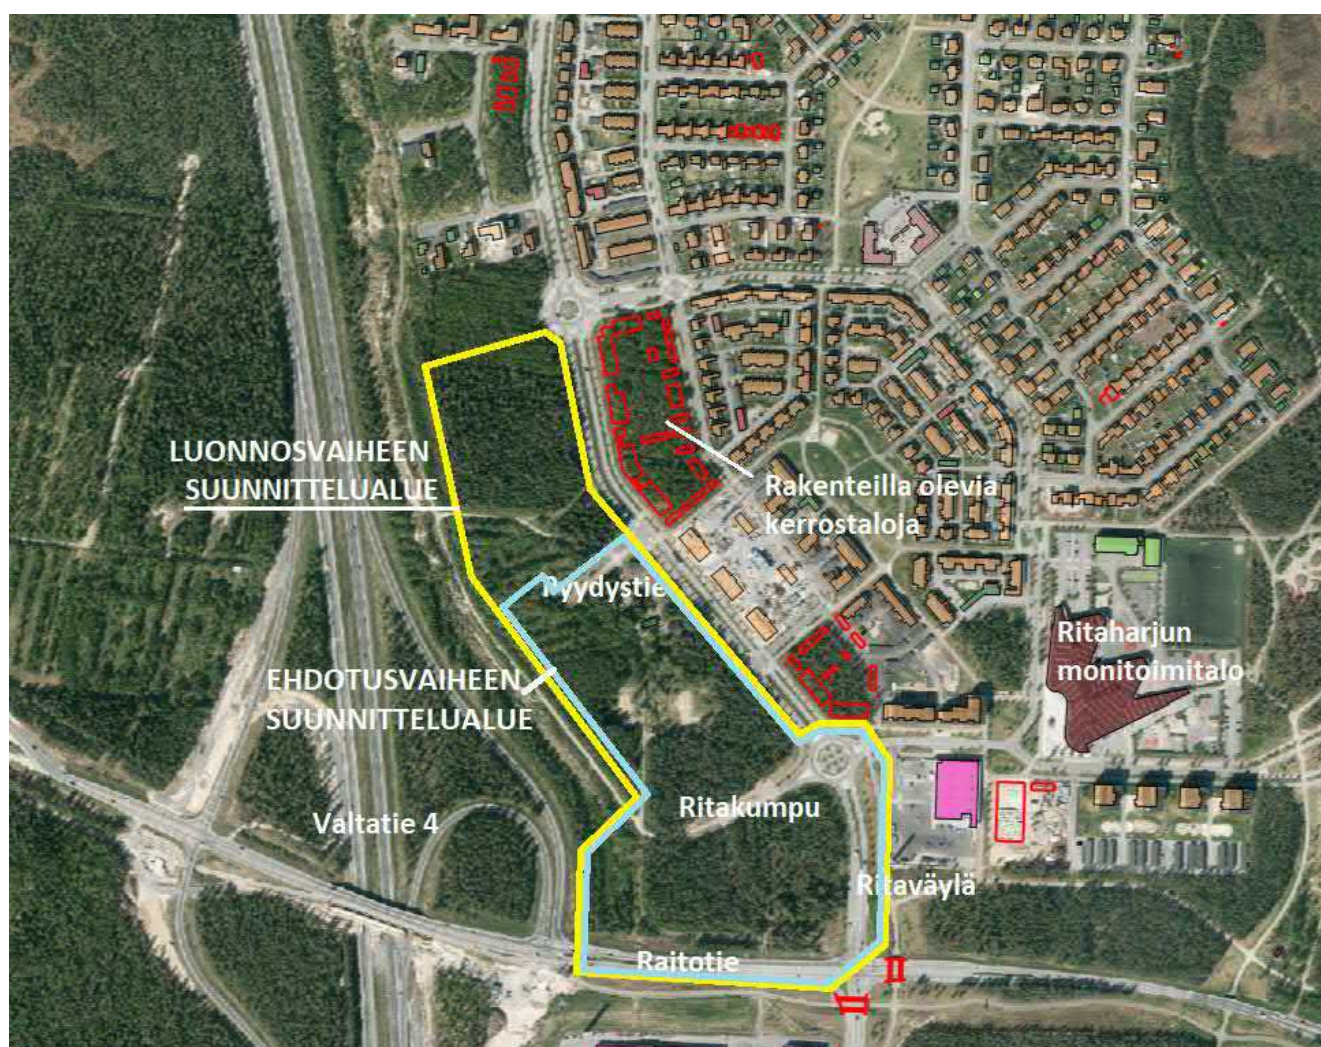 LUONNOSVAIHEEN
SUUNNITTELUALUE
Rakenteilla olevia
kerrostaloja
Pyydystie
Ritaharjun
monitoimitalo
EHDOTUSVAIHEEN
SUUNNITTELUALUE
Ritakumpu
Valtatie 4
Ritaväylä
Raitotie